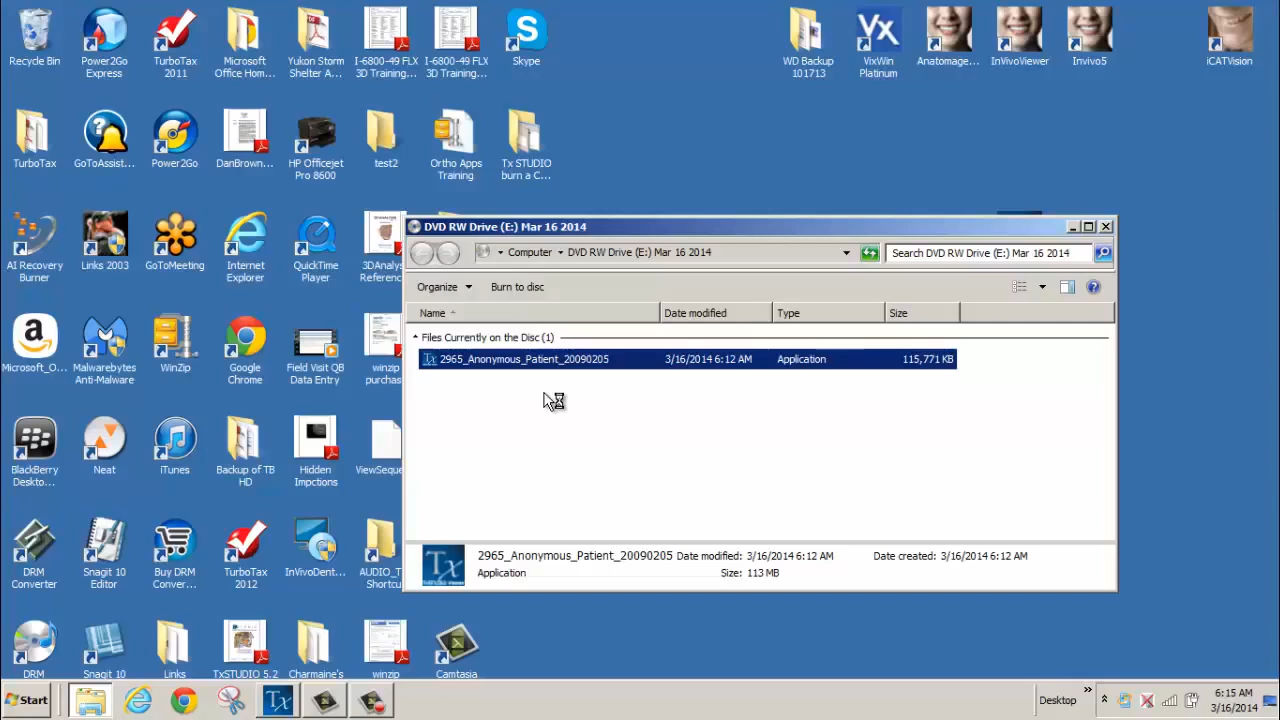 Recycle Bin
Power2Go
Express
TurboTax
2011
Microsoft
Office Hom...
Yukon Storm
Shelter A...
I-6800-49 FLX
3D Training...
I-6800-49 FLX
3D Training...
Skype
WD Backup
101713
VixWin
Platinum
Anatomage...
InVivoViewer
Invivo5
iCATVision
TurboTax
GoToAssist...
Power2Go
DanBrown...
HP Officejet
Pro 8600
test2
Ortho Apps
Training
Tx STUDIO
burn a C...
AI Recovery
Burner
Links 2003
GoToMeeting
Internet
Explorer
QuickTime
Player
3DAnalys
Reference
DVD RW Drive (E:) Mar 16 2014
Computer
DVD RW Drive (E:) Mar 16 2014
Search DVD RW Drive (E:) Mar 16 2014
Organize
Burn to disc
Name
Date modified
Type
Size
Files Currently on the Disc (1)
2965_Anonymous_Patient_20090205
3/16/2014 6:12 AM
Application
115,771 KB
Microsoft_O...
Malwarebytes
Anti-Malware
WinZip
Google
Chrome
Field Visit QB
Data Entry
winzip
purchas
BlackBerry
Deskto...
Neat
iTunes
Backup of TB
HD
Hidden
Impctions
ViewSeque
2965_Anonymous_Patient_20090205
Date modified: 3/16/2014 6:12 AM
Date created: 3/16/2014 6:12 AM
Application
Size: 113 MB
DRM
Converter
Snagit 10
Editor
Buy DRM
Conver...
TurboTax
2012
InVivoDent...
AUDIO_T
Shortcu
DRM
Snagit 10
Links
TxSTUDIO 5.2
Charmaine's
winzip
Camtasia
Start
Tx
Desktop
6:15 AM
3/16/2014